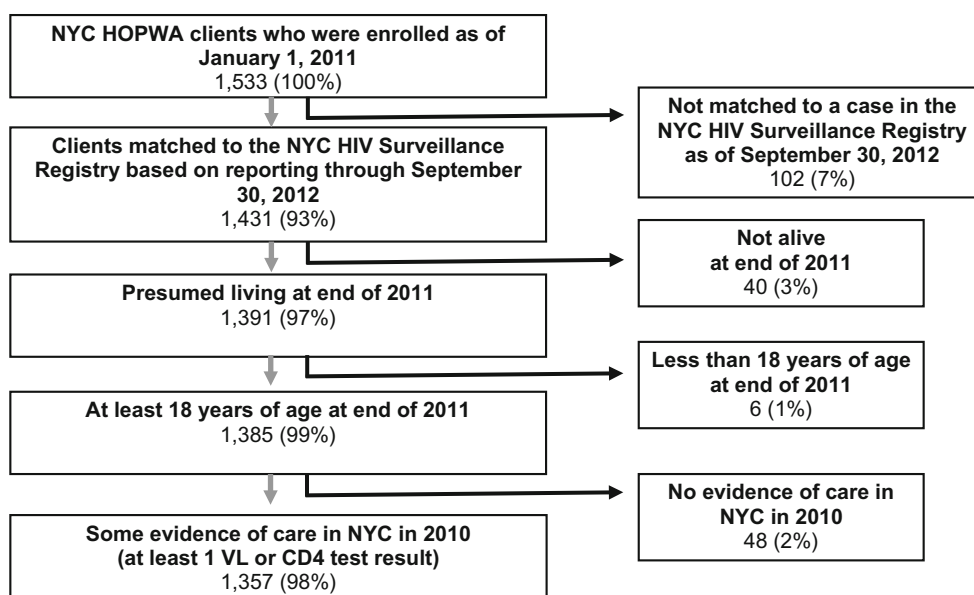 NYC HOPWA clients who were enrolled as of
January 1, 2011
1,533 (100%)
Not matched to a case in the
NYC HIV Surveillance Registry
as of September 30, 2012
102 (7%)
Clients matched to the NYC HIV Surveillance
Registry based on reporting through September
30, 2012
1,431 (93%)
Not alive
at end of 2011
40 (3%)
Presumed living at end of 2011
1,391 (97%)
Less than 18 years of age
at end of 2011
6 (1%)
At least 18 years of age at end of 2011
1,385 (99%)
No evidence of care in
NYC in 2010
48 (2%)
Some evidence of care in NYC in 2010
(at least 1 VL or CD4 test result)
1,357 (98%)